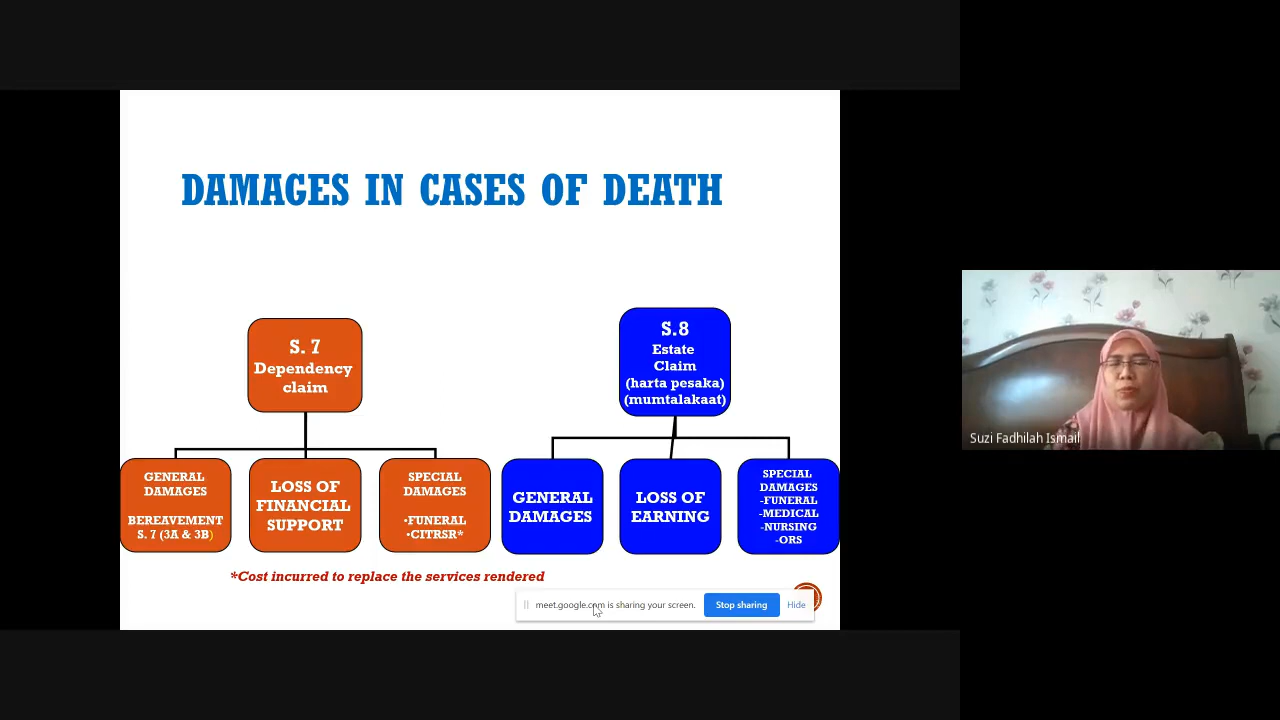 DAMAGES IN CASES OF DEATH
S. 7
Dependency
claim
S.8
Estate
Claim
(harta pesaka)
(mumtalakaat)
GENERAL
DAMAGES
BEREAVEMENT
S. 7 (3A & 3B)
LOSS OF
FINANCIAL
SUPPORT
SPECIAL
DAMAGES
•FUNERAL
•CITRSR*
GENERAL
DAMAGES
LOSS OF
EARNING
SPECIAL
DAMAGES
-FUNERAL
-MEDICAL
-NURSING
-ORS
*Cost incurred to replace the services rendered
meet.google.com is sharing your screen.
Stop sharing
Hide
Suzi Fadhilah Ismail